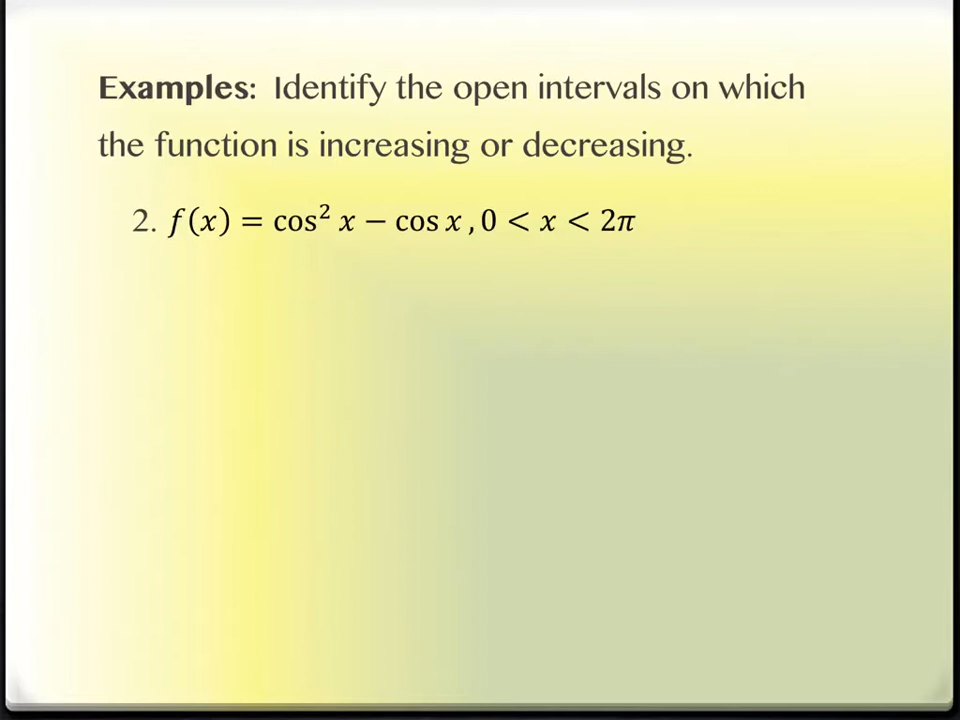 Examples: Identify the open intervals on which
the function is increasing or decreasing.
2. f(x) = cos² x − cos x , 0 < x < 2π